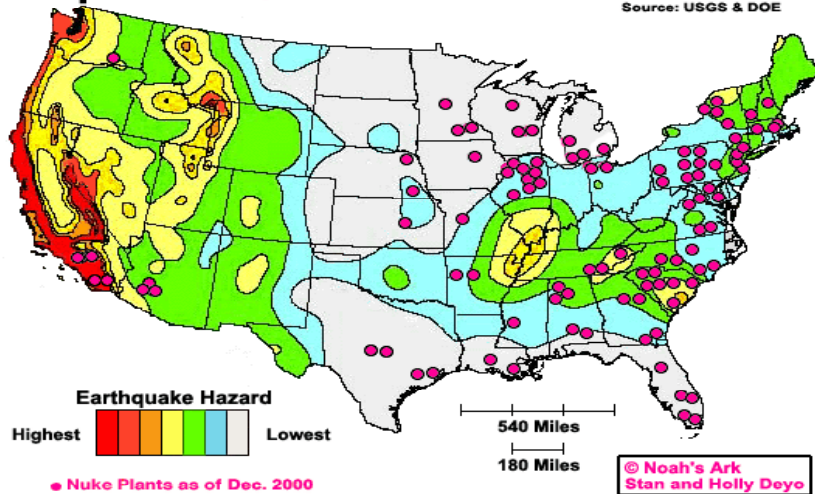 Source: USGS & DOE
Earthquake Hazard
Highest
Lowest
540 Miles
180 Miles
● Nuke Plants as of Dec. 2000
© Noah's Ark
Stan and Holly Deyo